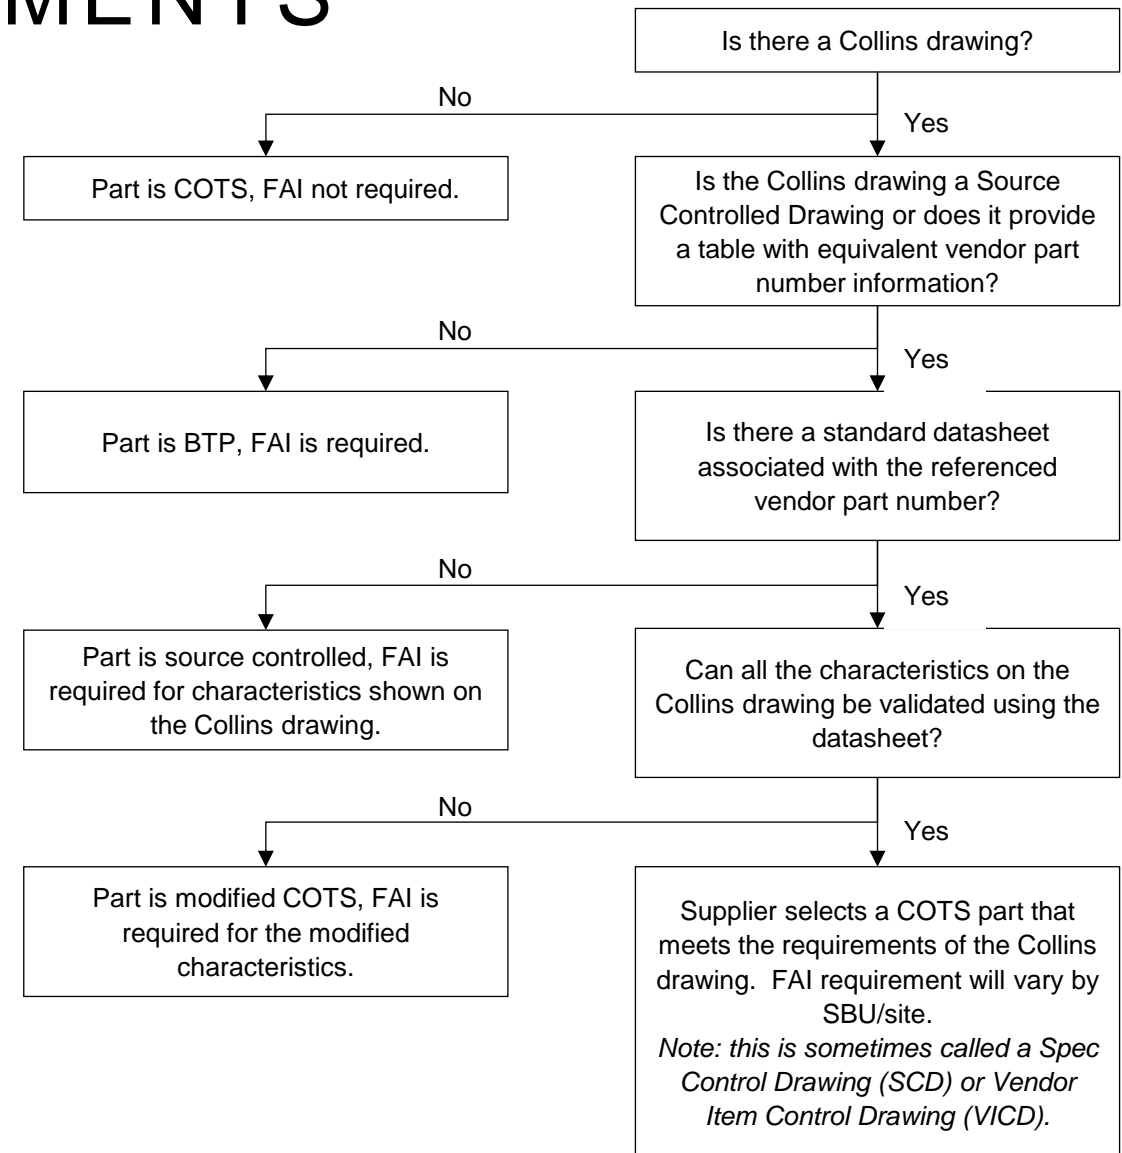 MENTS
Is there a Collins drawing?
No
Yes
Part is COTS, FAI not required.
Is the Collins drawing a Source
Controlled Drawing or does it provide
a table with equivalent vendor part
number information?
No
Yes
Part is BTP, FAI is required.
Is there a standard datasheet
associated with the referenced
vendor part number?
No
Yes
Part is source controlled, FAI is
required for characteristics shown on
the Collins drawing.
Can all the characteristics on the
Collins drawing be validated using the
datasheet?
No
Yes
Part is modified COTS, FAI is
required for the modified
characteristics.
Supplier selects a COTS part that
meets the requirements of the Collins
drawing.  FAI requirement will vary by
SBU/site.
Note: this is sometimes called a Spec
Control Drawing (SCD) or Vendor
Item Control Drawing (VICD).